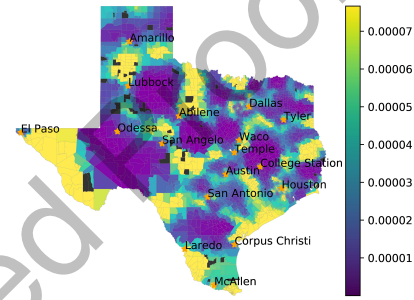 Amarillo
Lubbock
Abilene
Dallas
Tyler
El Paso
Odessa
San Angelo
Waco
Temple
College Station
Austin
Houston
San Antonio
Laredo
Corpus Christi
McAllen
0.00007
0.00006
0.00005
0.00004
0.00003
0.00002
0.00001